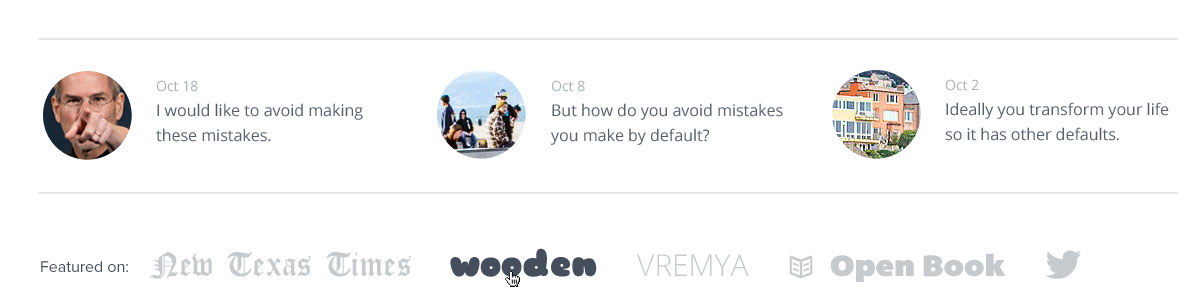 Oct 18
I would like to avoid making
these mistakes.
Oct 8
But how do you avoid mistakes
you make by default?
Oct 2
Ideally you transform your life
so it has other defaults.
Featured on: New Texas Times wooden VREMYA Open Book